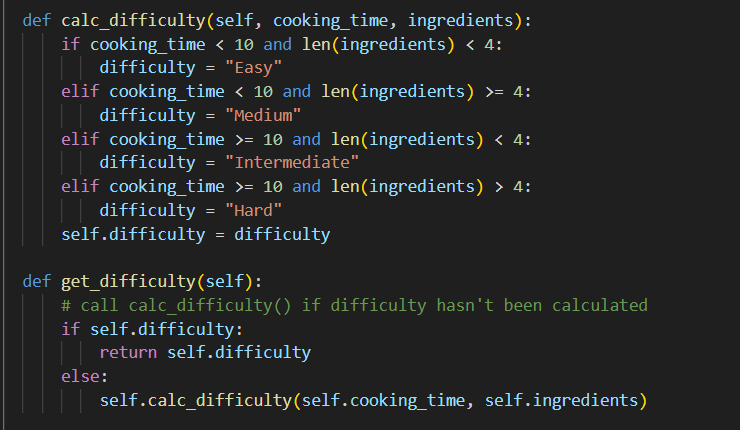 def calc_difficulty(self, cooking_time, ingredients):
    if cooking_time < 10 and len(ingredients) < 4:
        difficulty = "Easy"
    elif cooking_time < 10 and len(ingredients) >= 4:
        difficulty = "Medium"
    elif cooking_time >= 10 and len(ingredients) < 4:
        difficulty = "Intermediate"
    elif cooking_time >= 10 and len(ingredients) > 4:
        difficulty = "Hard"
    self.difficulty = difficulty

def get_difficulty(self):
    # call calc_difficulty() if difficulty hasn't been calculated
    if self.difficulty:
        return self.difficulty
    else:
        self.calc_difficulty(self.cooking_time, self.ingredients)